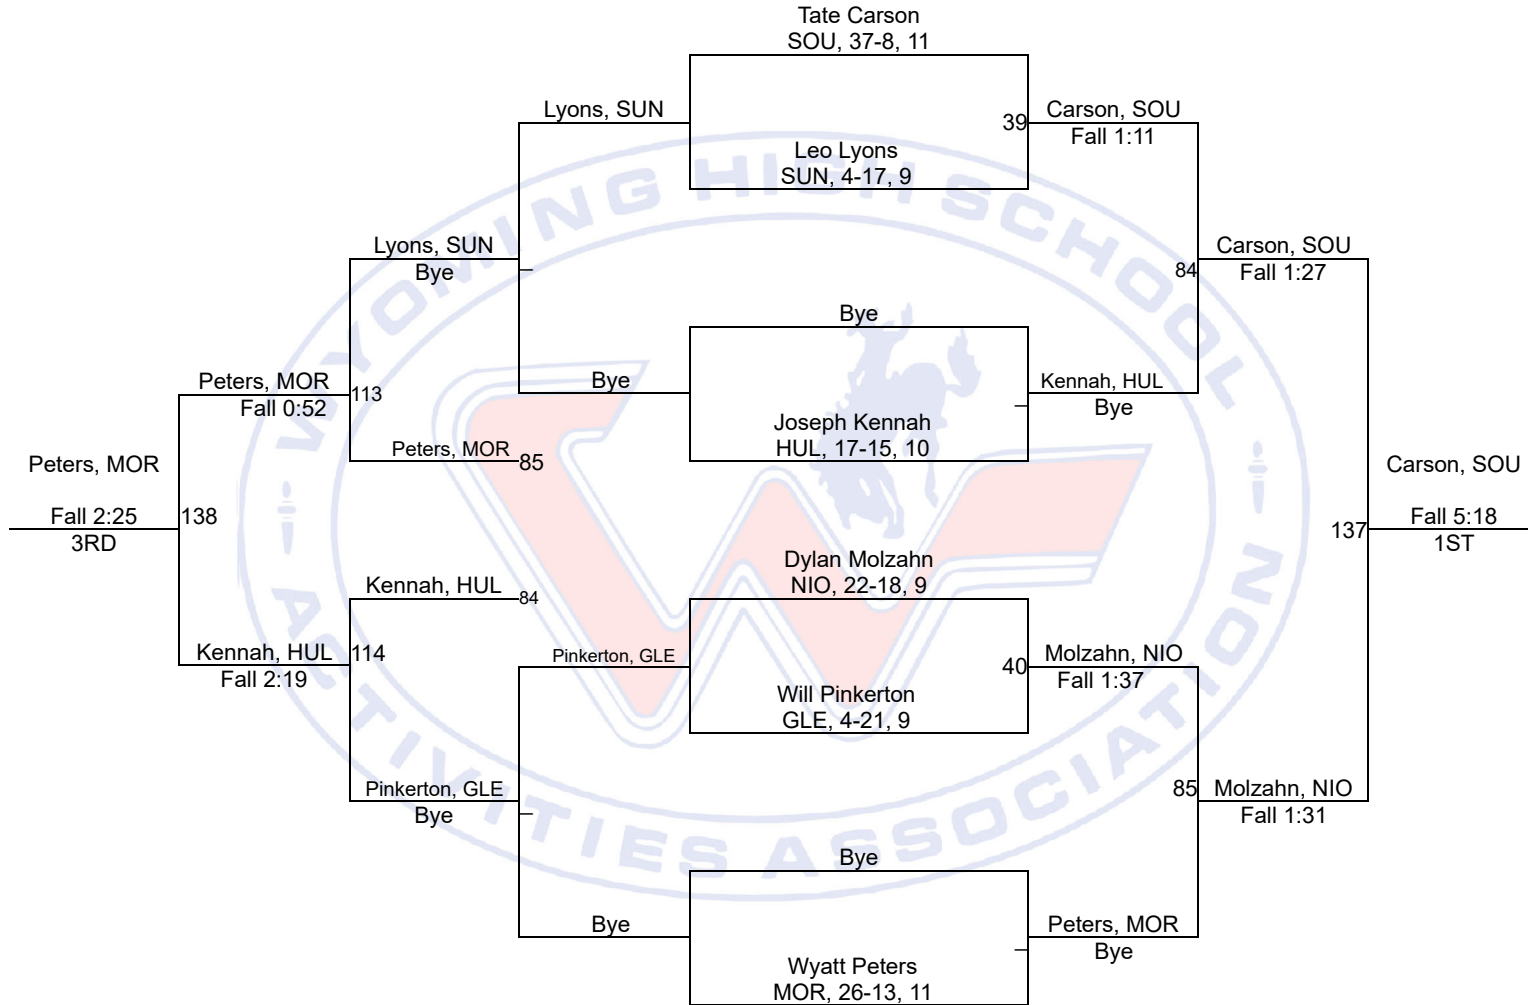 Tate Carson
SOU, 37-8, 11
Lyons, SUN
39
Carson, SOU
Fall 1:11
Leo Lyons
SUN, 4-17, 9
Lyons, SUN
Bye
84
Carson, SOU
Fall 1:27
Bye
Peters, MOR
Fall 0:52
113
Bye
Kennah, HUL
Bye
Joseph Kennah
HUL, 17-15, 10
Peters, MOR
85
Peters, MOR
Fall 2:25
3RD
138
Carson, SOU
137
Fall 5:18
1ST
Dylan Molzahn
NIO, 22-18, 9
Kennah, HUL
84
Kennah, HUL
Fall 2:19
114
Pinkerton, GLE
40
Molzahn, NIO
Fall 1:37
Will Pinkerton
GLE, 4-21, 9
Pinkerton, GLE
Bye
85
Molzahn, NIO
Fall 1:31
Bye
Bye
Peters, MOR
Bye
Wyatt Peters
MOR, 26-13, 11
WYOMING HIGH SCHOOL
ACTIVITIES ASSOCIATION
W